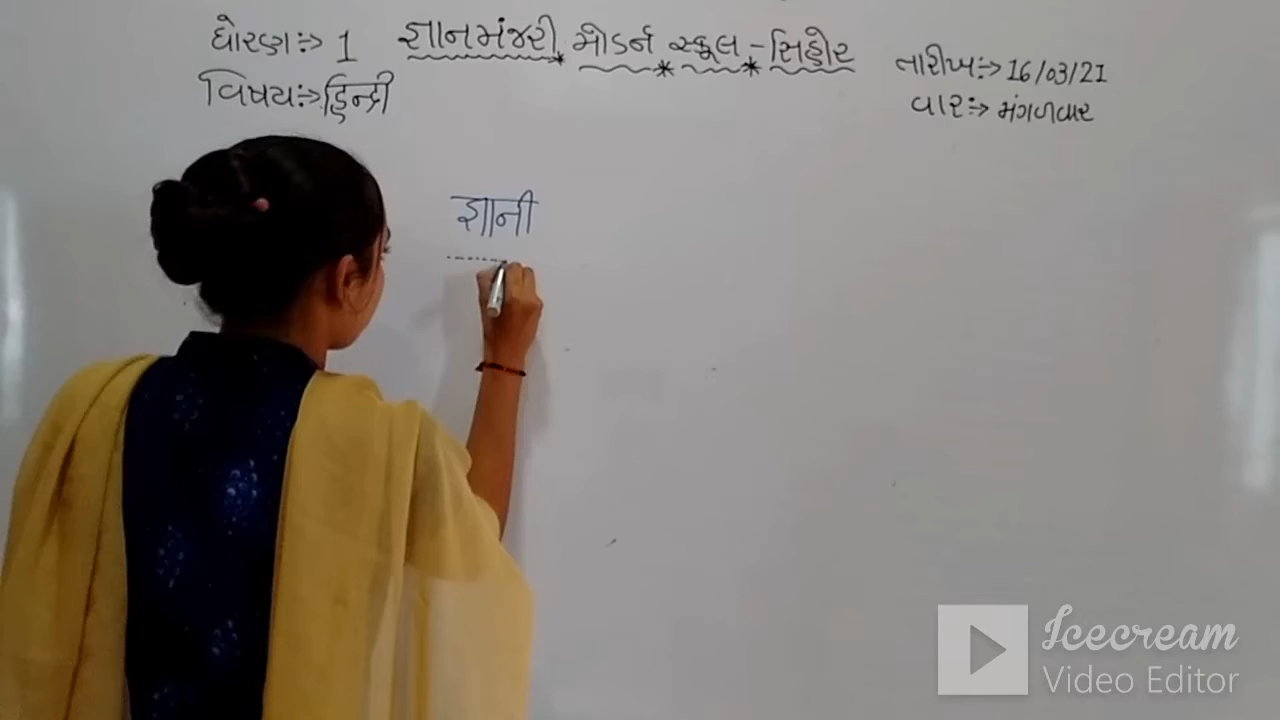 ધોરણ:-> 1 જ્ઞાનમંજરી મોડર્ન સ્કૂલ - સિહોર
તારીખ:-> 16/03/21
વિષય:-> હિન્દી
વાર:-> મંગળવાર
ज्ञानी
Icecream
Video Editor